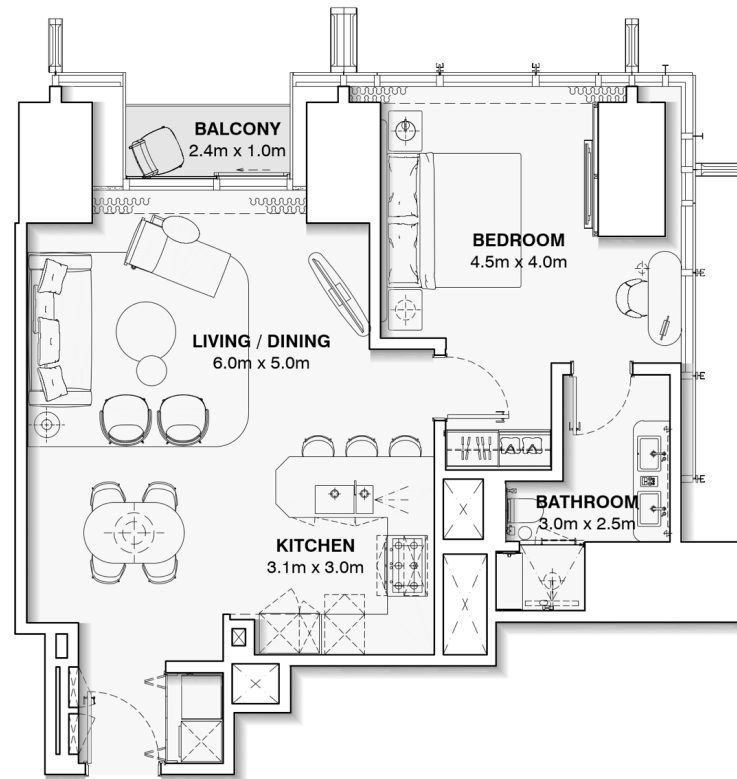 BALCONY
2.4m x 1.0m
BEDROOM
4.5m x 4.0m
LIVING / DINING
6.0m x 5.0m
BATHROOM
3.0m x 2.5m
KITCHEN
3.1m x 3.0m